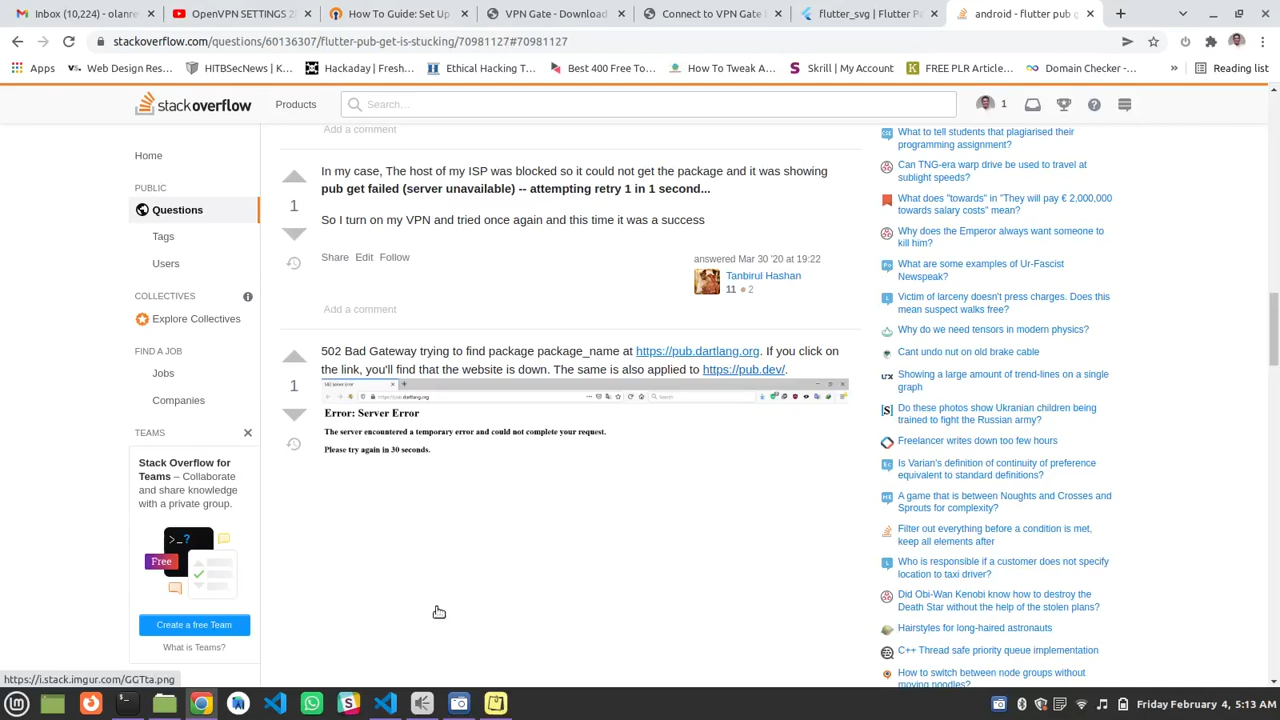 Inbox (10,224) - olowo
OpenVPN SETTINGS 2
User Guide: Set Up
VPN Gate - Downloa
Connect to VPN Gate
flutter_svg | Flutter Pa
android - flutter pub g
stackoverflow.com/questions/60136307/flutter-pub-get-is-stucking/70981127#70981127
Apps
Web Design Res...
HITBSecNews | K...
Hackaday | Fresh...
Ethical Hacking T...
Best 400 Free To...
How To Tweak A...
Skrill | My Account
FREE PLR Article...
Domain Checker -...
»
Reading list
stackoverflow
Products
Search…
1
Home
PUBLIC
Questions
Tags
Users
COLLECTIVES
Explore Collectives
FIND A JOB
Jobs
Companies
TEAMS
Stack Overflow for
Teams – Collaborate
and share knowledge
with a private group.
>_?
Free
Create a free Team
What is Teams?
Add a comment
1
In my case, The host of my ISP was blocked so it could not get the package and it was showing
pub get failed (server unavailable) -- attempting retry 1 in 1 second...
So I turn on my VPN and tried once again and this time it was a success
Share Edit Follow
answered Mar 30 '20 at 19:22
Tanbirul Hashan
11 2
Add a comment
1
502 Bad Gateway trying to find package package_name at https://pub.dartlang.org. If you click on
the link, you'll find that the website is down. The same is also applied to https://pub.dev/.
502 Server Error
https://pub.dartlang.org
Search
Error: Server Error
The server encountered a temporary error and could not complete your request.
Please try again in 30 seconds.
What to tell students that plagiarised their
programming assignment?
Can TNG-era warp drive be used to travel at
sublight speeds?
What does "towards" in "They will pay € 2,000,000
towards salary costs" mean?
Why does the Emperor always want someone to
kill him?
What are some examples of Ur-Fascist
Newspeak?
Victim of larceny doesn't press charges. Does this
mean suspect walks free?
Why do we need tensors in modern physics?
Cant undo nut on old brake cable
Showing a large amount of trend-lines on a single
graph
Do these photos show Ukranian children being
trained to fight the Russian army?
Freelancer writes down too few hours
Is Varian's definition of continuity of preference
equivalent to standard definitions?
A game that is between Noughts and Crosses and
Sprouts for complexity?
Filter out everything before a condition is met,
keep all elements after
Who is responsible if a customer does not specify
location to taxi driver?
Did Obi-Wan Kenobi know how to destroy the
Death Star without the help of the stolen plans?
Hairstyles for long-haired astronauts
C++ Thread safe priority queue implementation
How to switch between node groups without
moving noodles?
https://i.stack.imgur.com/GGTta.png
Friday February 4, 5:13 AM